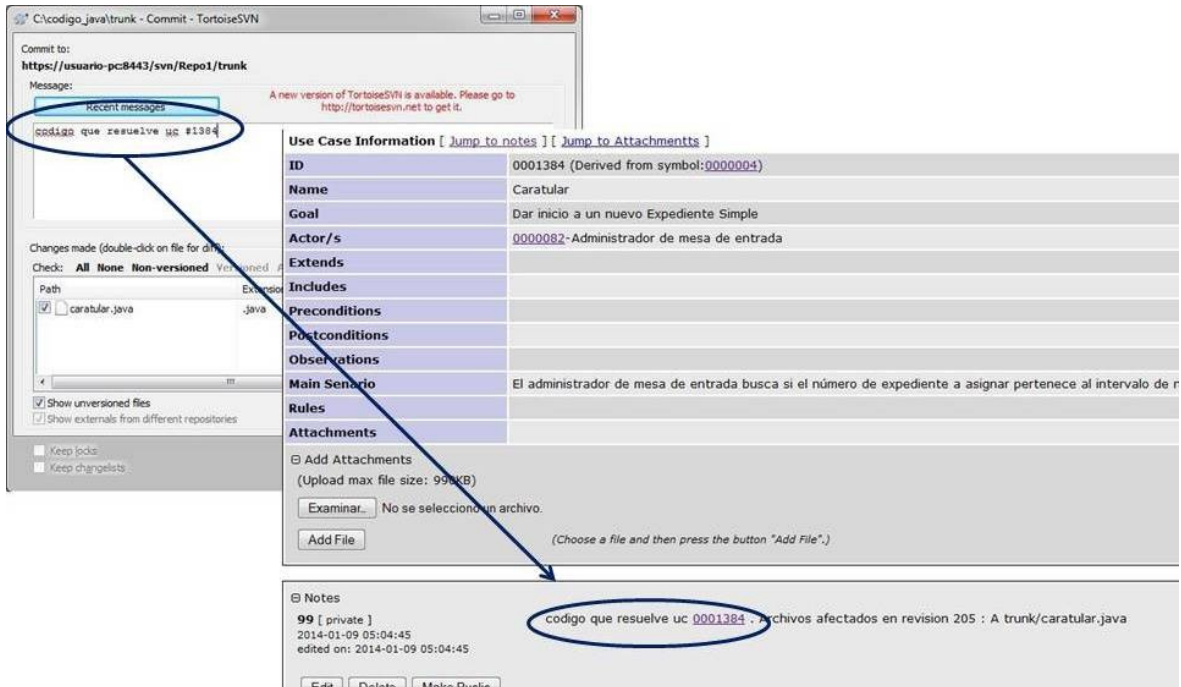 C:\codigo_java\trunk - Commit - TortoiseSVN
Commit to:
https://usuario-pc:8443/svn/Repo1/trunk
Message:
Recent messages
A new version of TortoiseSVN is available. Please go to
http://tortoisesvn.net to get it.
codigo que resuelve uc #1384
Changes made (double-click on file for diff):
Check: All None Non-versioned Versioned A
Path Extension
caratular.java .java
Show unversioned files
Show externals from different repositories
Keep locks
Keep changelists
Use Case Information [ Jump to notes ] [ Jump to Attachmentts ]
ID 0001384 (Derived from symbol:0000004)
Name Caratular
Goal Dar inicio a un nuevo Expediente Simple
Actor/s 0000082-Administrador de mesa de entrada
Extends
Includes
Preconditions
Postconditions
Observations
Main Senario El administrador de mesa de entrada busca si el número de expediente a asignar pertenece al intervalo de n
Rules
Attachments
Add Attachments
(Upload max file size: 990KB)
Examinar_ No se seleccionó un archivo.
Add File (Choose a file and then press the button "Add File".)
Notes
99 [ private ]
2014-01-09 05:04:45
edited on: 2014-01-09 05:04:45
codigo que resuelve uc 0001384 . Archivos afectados en revision 205 : A trunk/caratular.java
Edit Delete Make Public